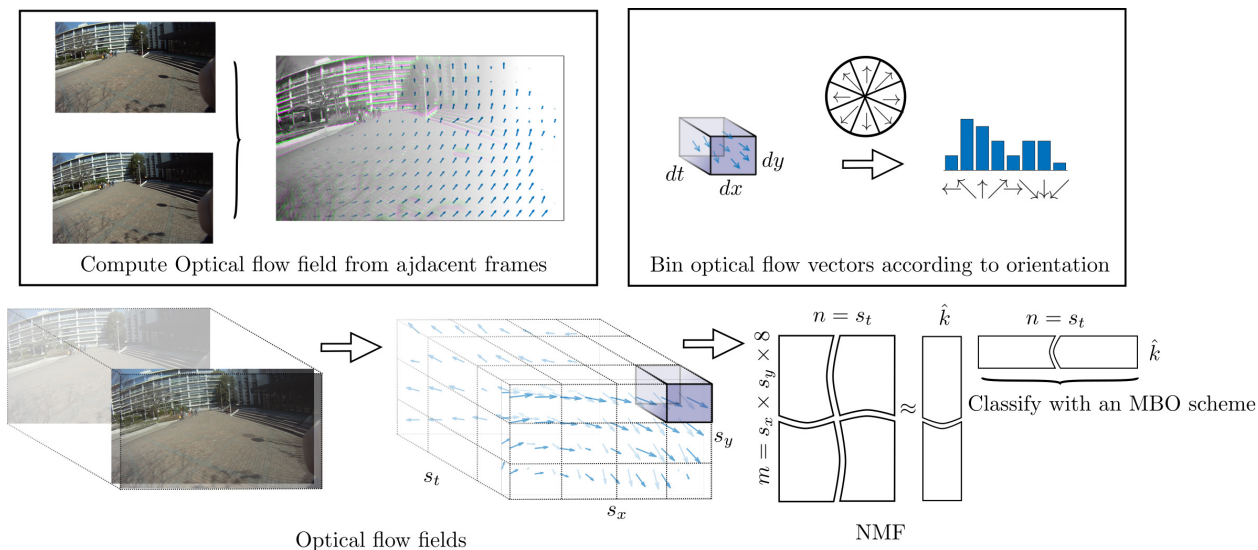 Compute Optical flow field from ajdacent frames
dt
dx
dy
Bin optical flow vectors according to orientation
s_t
s_x
s_y
Optical flow fields
n = s_t
m = s_x × s_y × 8
≈
k̂
n = s_t
k̂
Classify with an MBO scheme
NMF